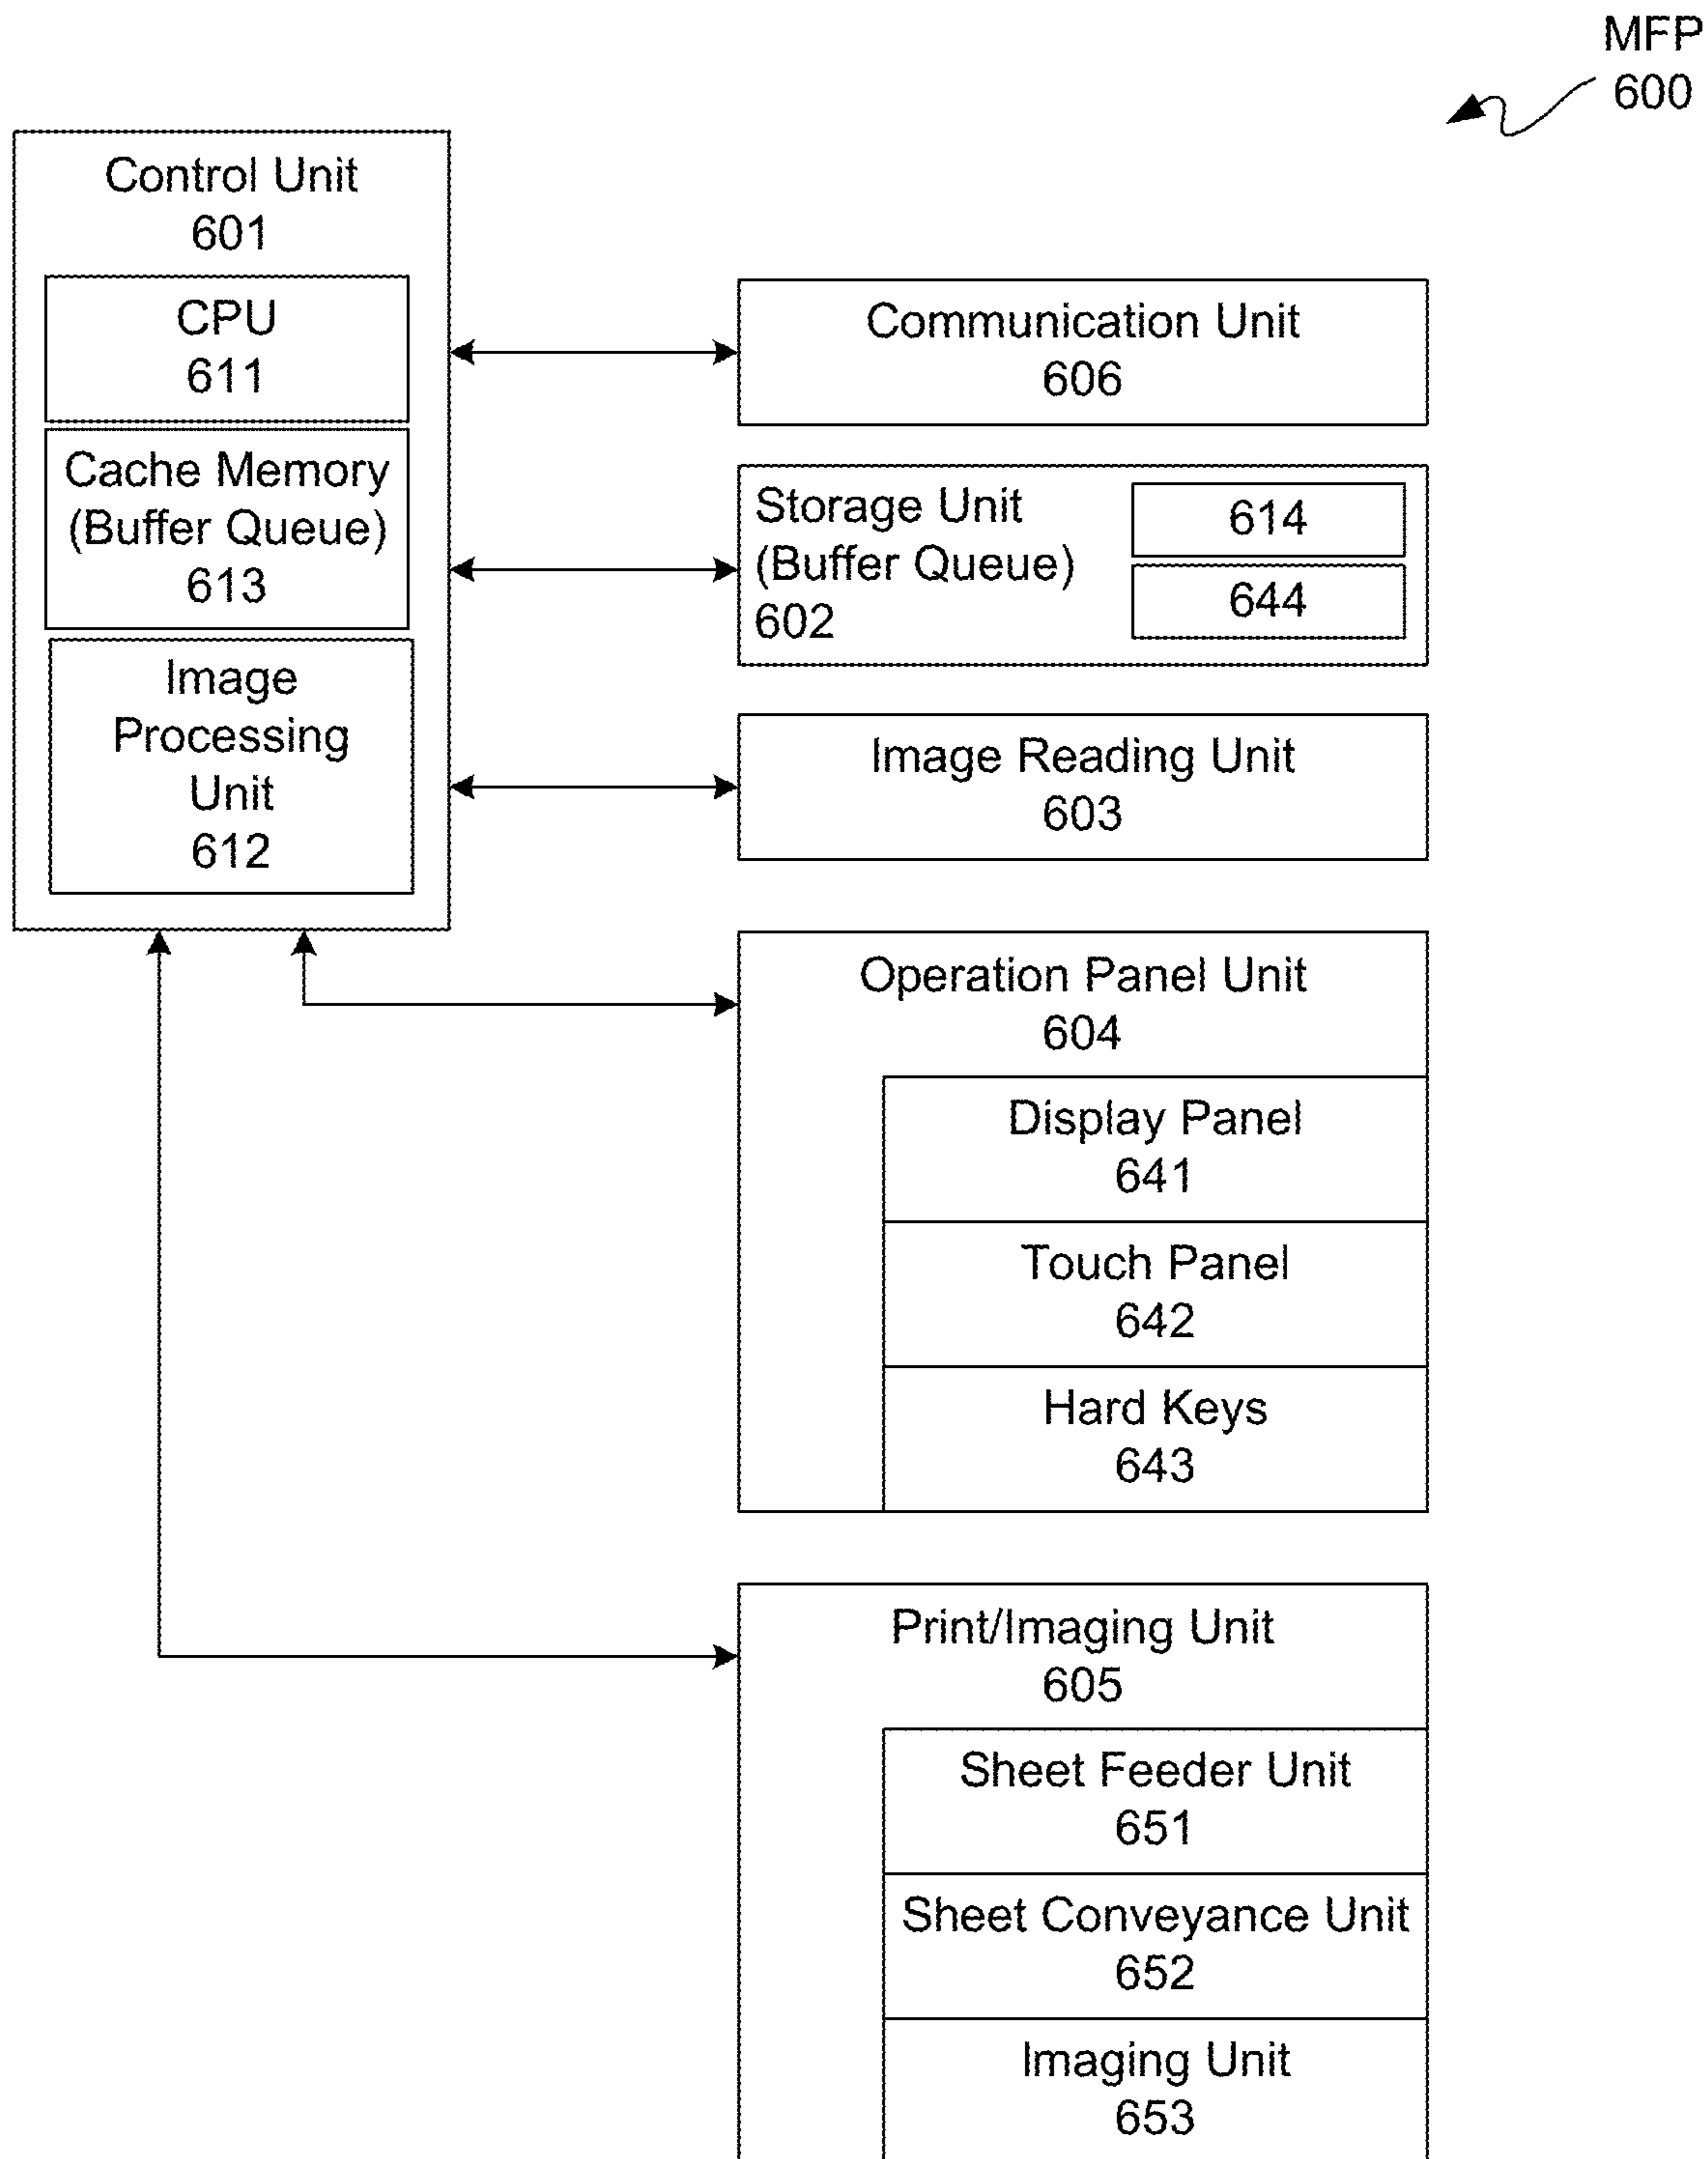 MFP
600
Control Unit
601
CPU
611
Cache Memory
(Buffer Queue)
613
Image
Processing
Unit
612
Communication Unit
606
Storage Unit
(Buffer Queue)
602
614
644
Image Reading Unit
603
Operation Panel Unit
604
Display Panel
641
Touch Panel
642
Hard Keys
643
Print/Imaging Unit
605
Sheet Feeder Unit
651
Sheet Conveyance Unit
652
Imaging Unit
653